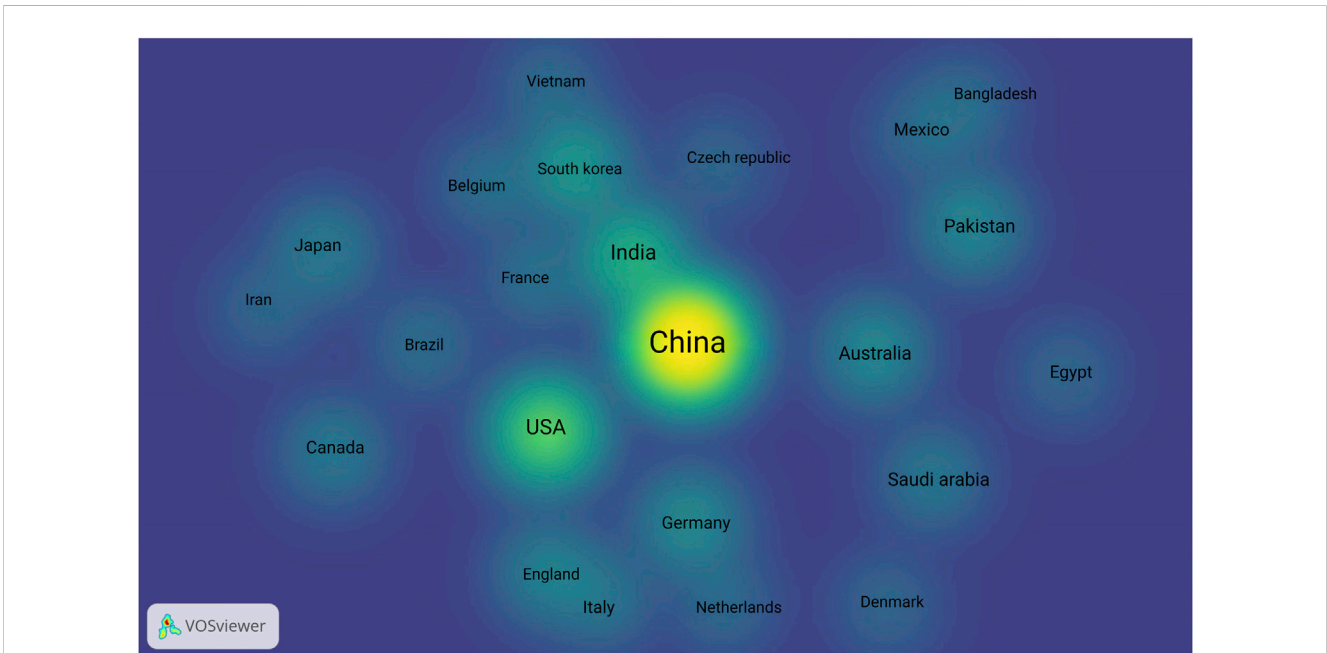 Vietnam
Bangladesh
Mexico
Czech republic
South korea
Belgium
Pakistan
Japan
India
France
Iran
China
Brazil
Australia
Egypt
USA
Canada
Saudi arabia
Germany
England
Italy
Netherlands
Denmark
VOSviewer